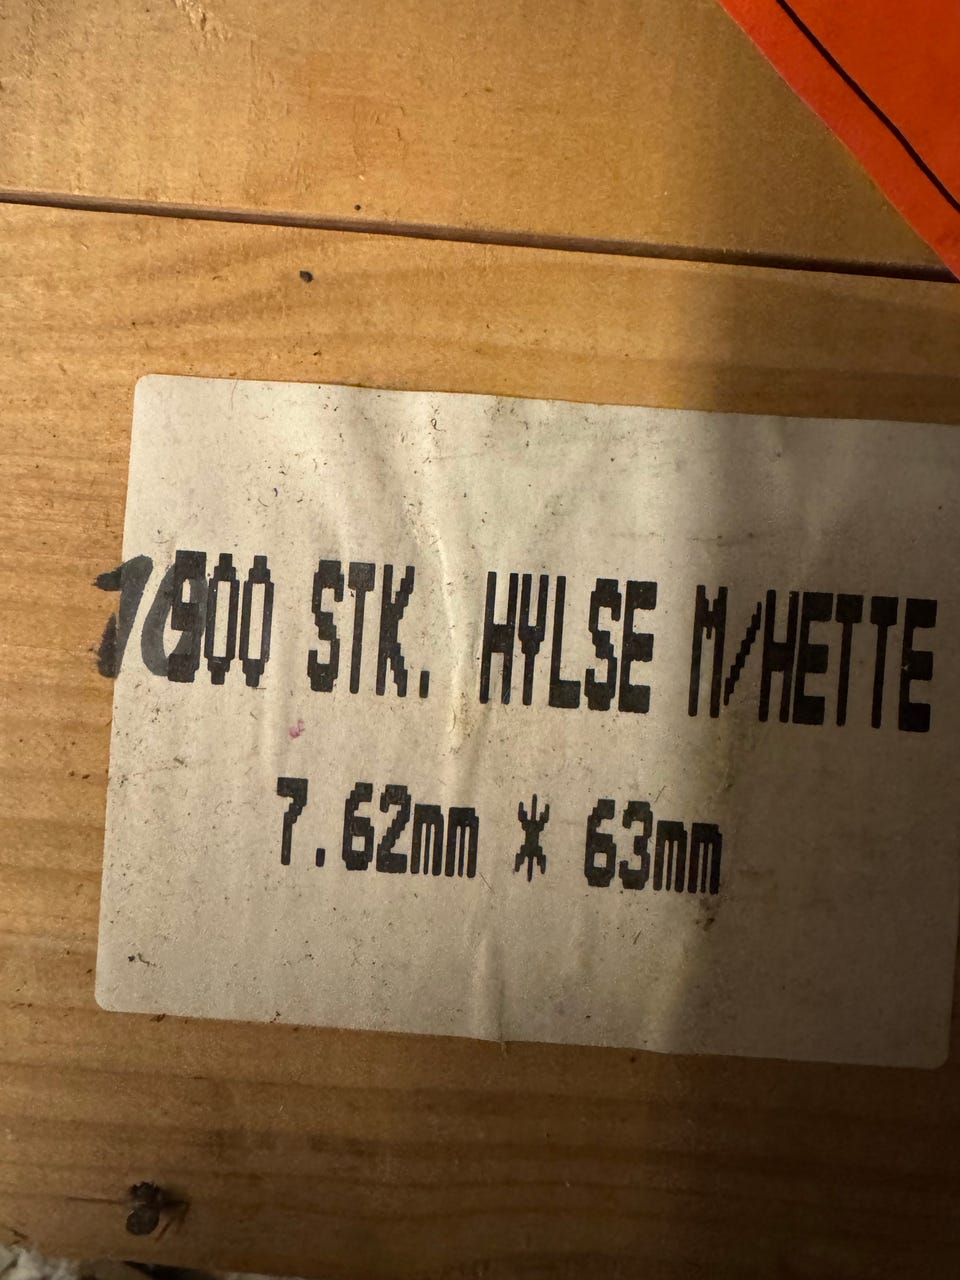 1000 STK. HYLSE M/HETTE
7.62mm * 63mm